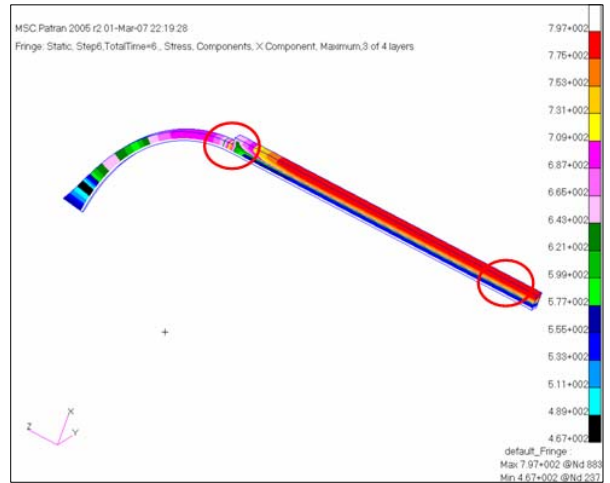 MSC.Patran 2005 r2 01-Mar-07 22:19:28
Fringe: Static, Step6,TotalTime=6., Stress, Components, X Component, Maximum,3 of 4 layers
7.97+002
7.75+002
7.53+002
7.31+002
7.09+002
6.87+002
6.65+002
6.43+002
6.21+002
5.99+002
5.77+002
5.55+002
5.33+002
5.11+002
4.89+002
4.67+002
X
Z
Y
default_Fringe :
Max 7.97+002 @Nd 883
Min 4.67+002 @Nd 237